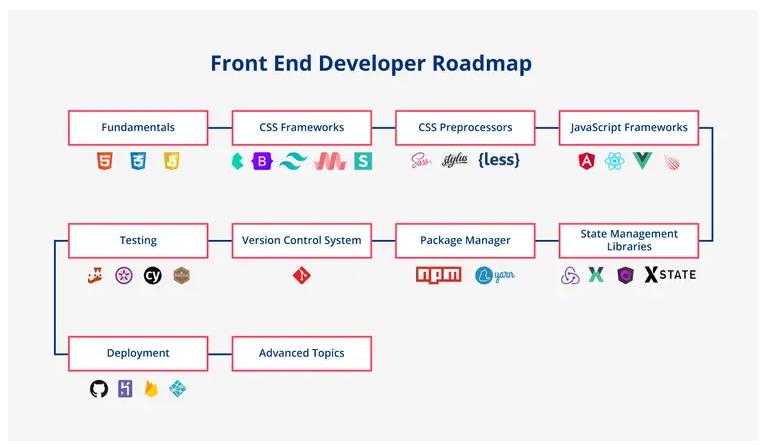 Front End Developer Roadmap
Fundamentals
CSS Frameworks
CSS Preprocessors
JavaScript Frameworks
5
3
JS
B
S
Sass
stylus
{less}
Testing
Version Control System
Package Manager
State Management
Libraries
cy
npm
yarn
XSTATE
Deployment
Advanced Topics